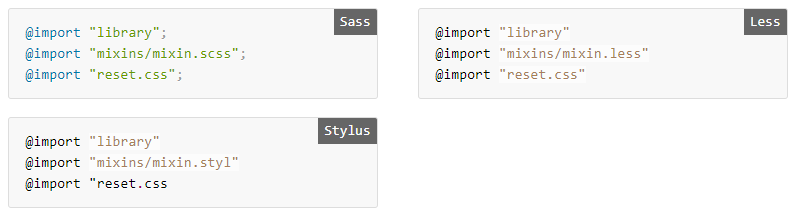 Sass
@import "library";
@import "mixins/mixin.scss";
@import "reset.css";
Less
@import "library"
@import "mixins/mixin.less"
@import "reset.css"
Stylus
@import "library"
@import "mixins/mixin.styl"
@import "reset.css